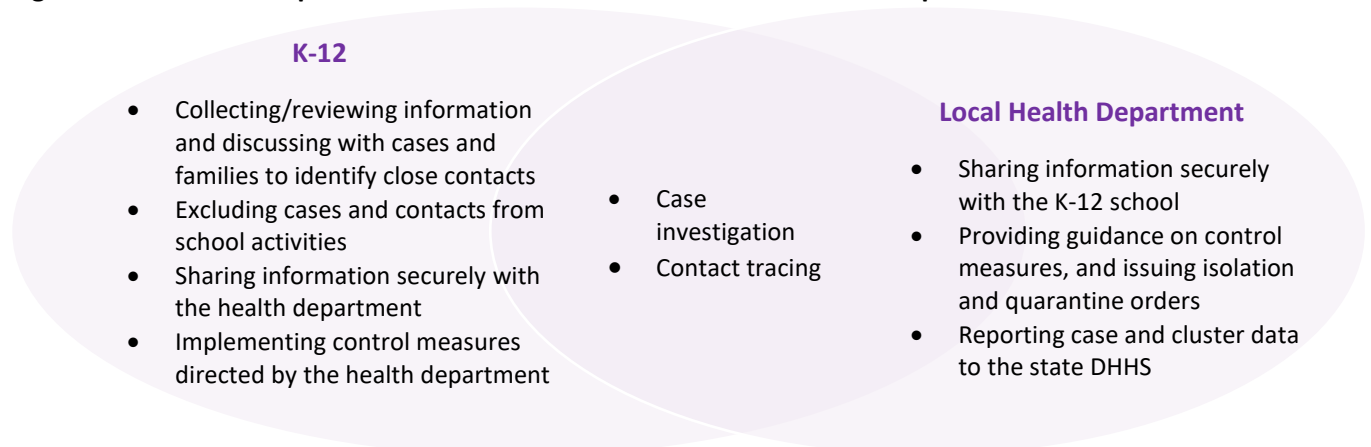 K-12
• Collecting/reviewing information
and discussing with cases and
families to identify close contacts
• Excluding cases and contacts from
school activities
• Sharing information securely with
the health department
• Implementing control measures
directed by the health department
• Case
investigation
• Contact tracing
Local Health Department
• Sharing information securely
with the K-12 school
• Providing guidance on control
measures, and issuing isolation
and quarantine orders
• Reporting case and cluster data
to the state DHHS